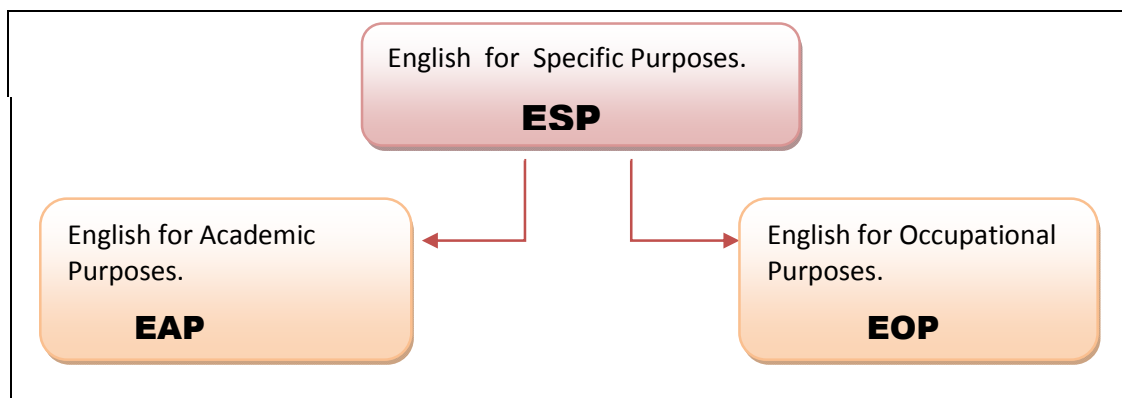 English for Specific Purposes.
ESP
English for Academic
Purposes.
EAP
English for Occupational
Purposes.
EOP